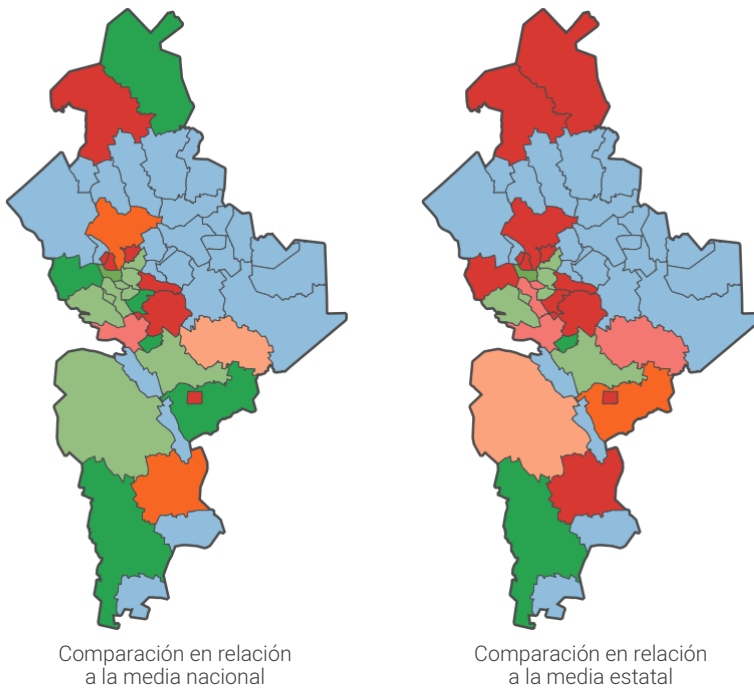 Comparación en relación
a la media nacional
Comparación en relación
a la media estatal